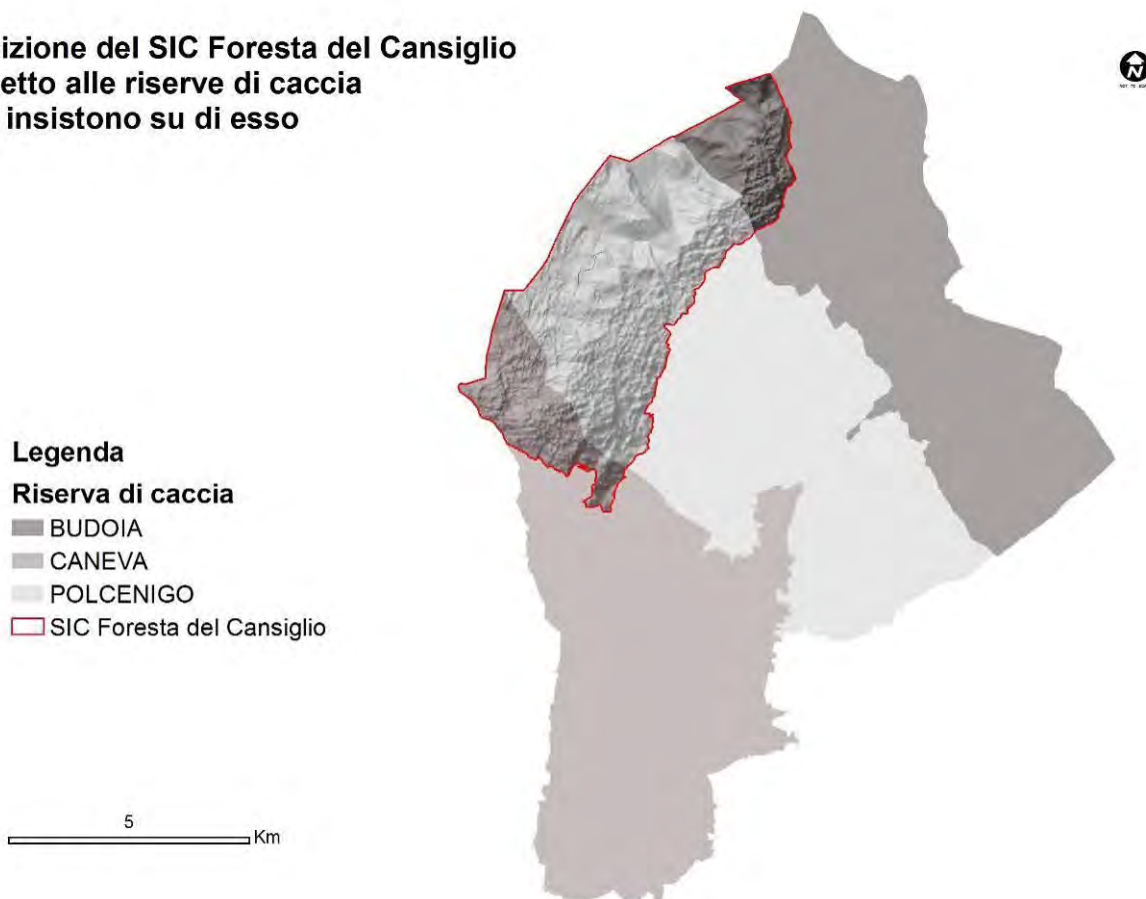 izione del SIC Foresta del Cansiglio
etto alle riserve di caccia
insistono su di esso
Legenda
Riserva di caccia
BUDOIA
CANEVA
POLCENIGO
SIC Foresta del Cansiglio
5
Km